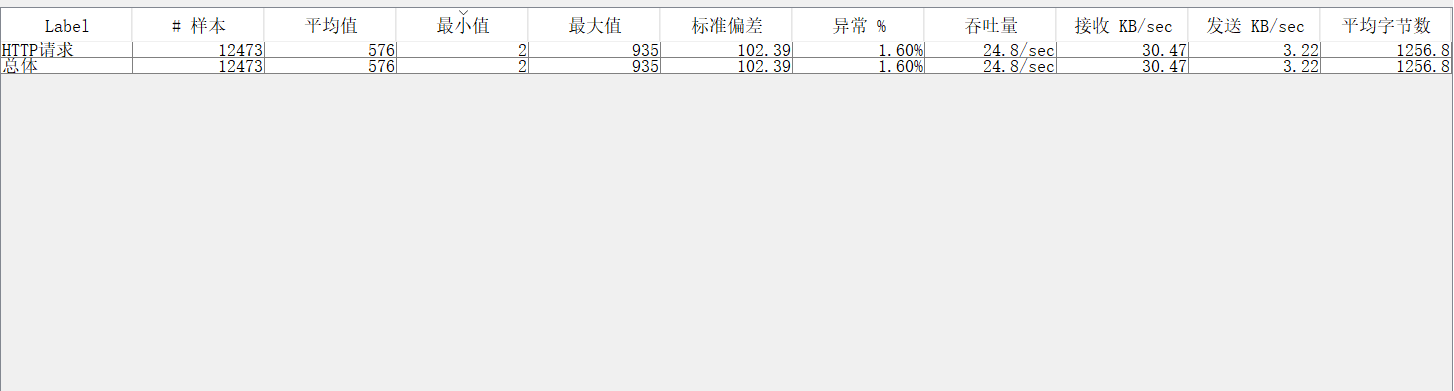 Label # 样本 平均值 最小值 最大值 标准偏差 异常 % 吞吐量 接收 KB/sec 发送 KB/sec 平均字节数
HTTP请求 12473 576 2 935 102.39 1.60% 24.8/sec 30.47 3.22 1256.8
总体 12473 576 2 935 102.39 1.60% 24.8/sec 30.47 3.22 1256.8